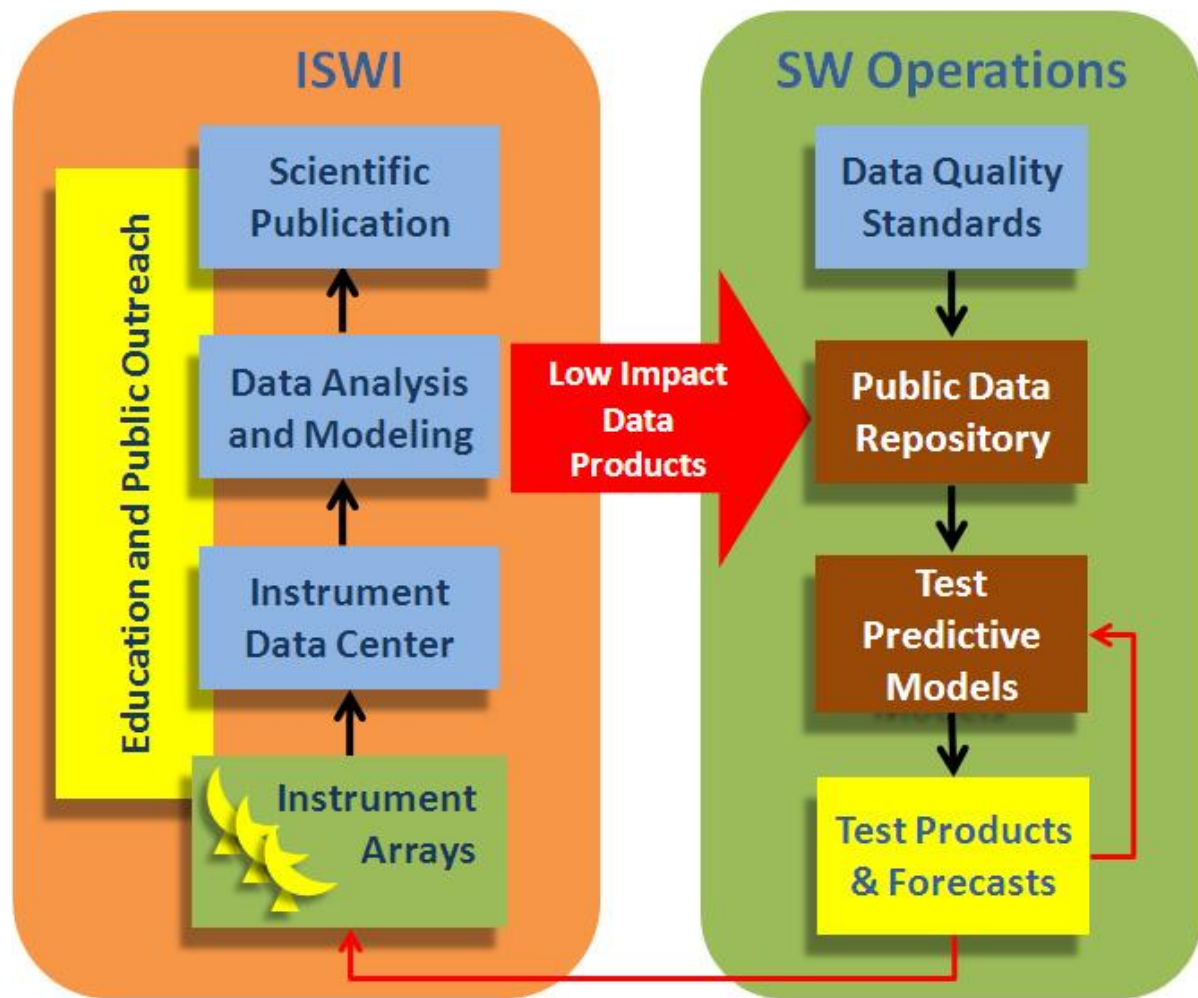 ISWI
Scientific
Publication
Data Analysis
and Modeling
Instrument
Data Center
Instrument
Arrays
Education and Public Outreach
Low Impact
Data
Products
SW Operations
Data Quality
Standards
Public Data
Repository
Test
Predictive
Models
Test Products
& Forecasts